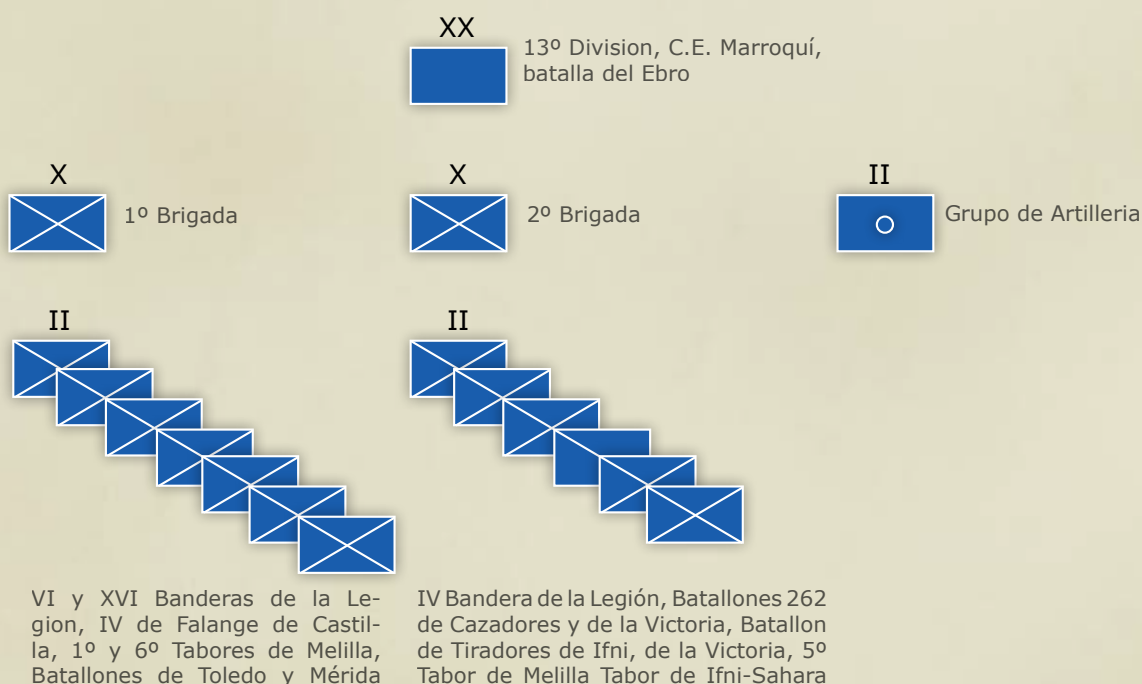 XX
13º Division, C.E. Marroquí,
batalla del Ebro
X
1º Brigada
X
2º Brigada
II
Grupo de Artilleria
II
II
VI y XVI Banderas de la Le-
gion, IV de Falange de Castil-
la, 1º y 6º Tabores de Melilla,
Batallones de Toledo y Mérida
IV Bandera de la Legión, Batallones 262
de Cazadores y de la Victoria, Batallon
de Tiradores de Ifni, de la Victoria, 5º
Tabor de Melilla Tabor de Ifni-Sahara